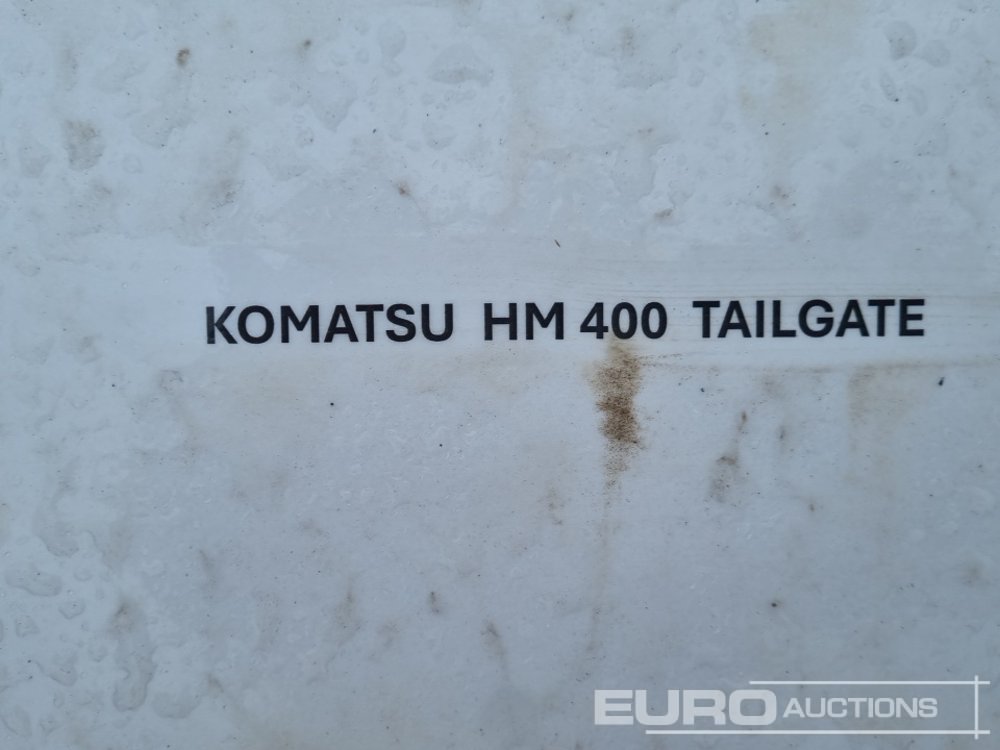 KOMATSU HM 400 TAILGATE
EURO AUCTIONS